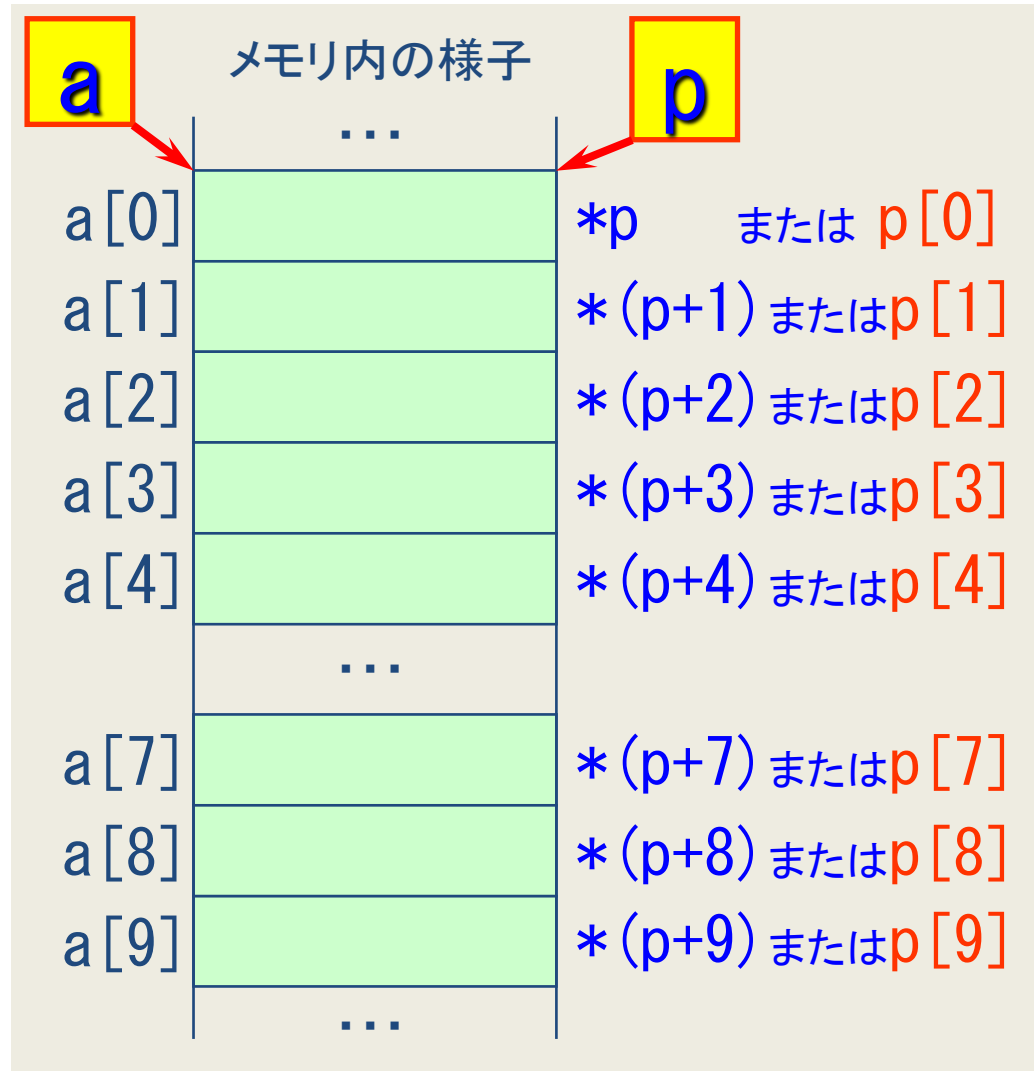 メモリ内の様子
a p
...
a[0] *p または p[0]
a[1] *(p+1)またはp[1]
a[2] *(p+2)またはp[2]
a[3] *(p+3)またはp[3]
a[4] *(p+4)またはp[4]
...
a[7] *(p+7)またはp[7]
a[8] *(p+8)またはp[8]
a[9] *(p+9)またはp[9]
...